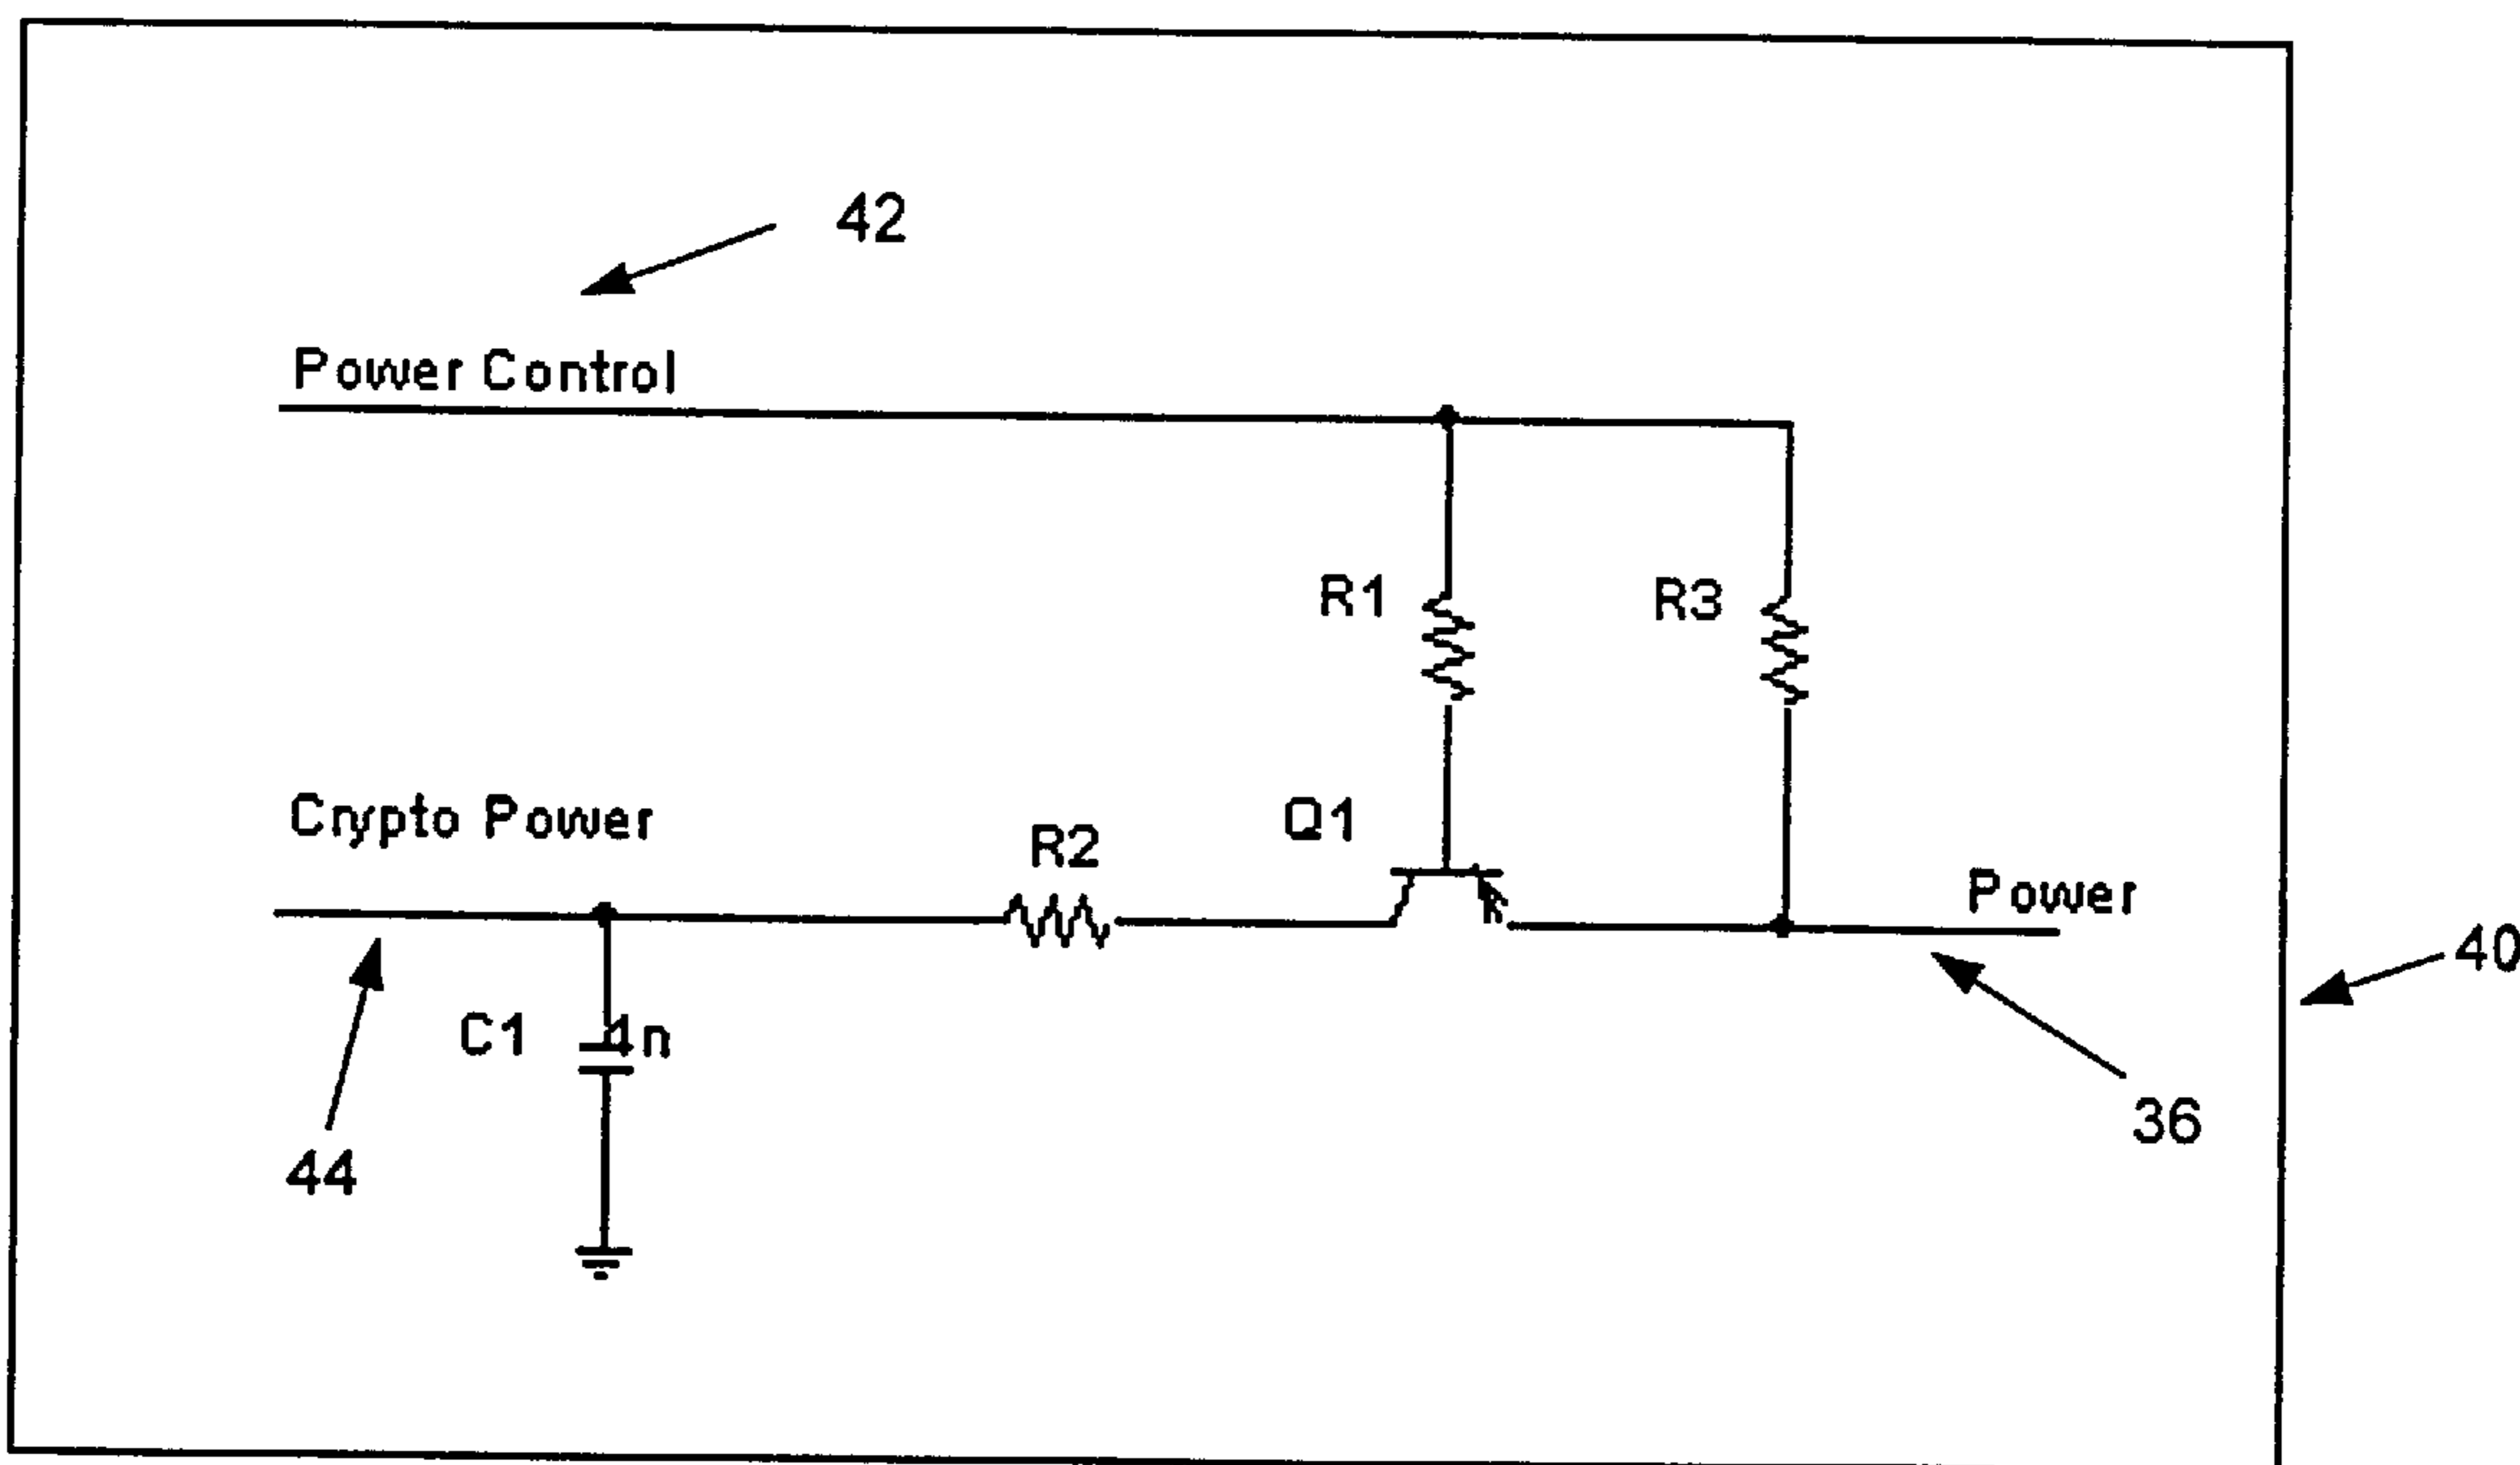 42
Power Control
R1
R3
Crypto Power
R2
Q1
Power
40
C1
1n
36
44